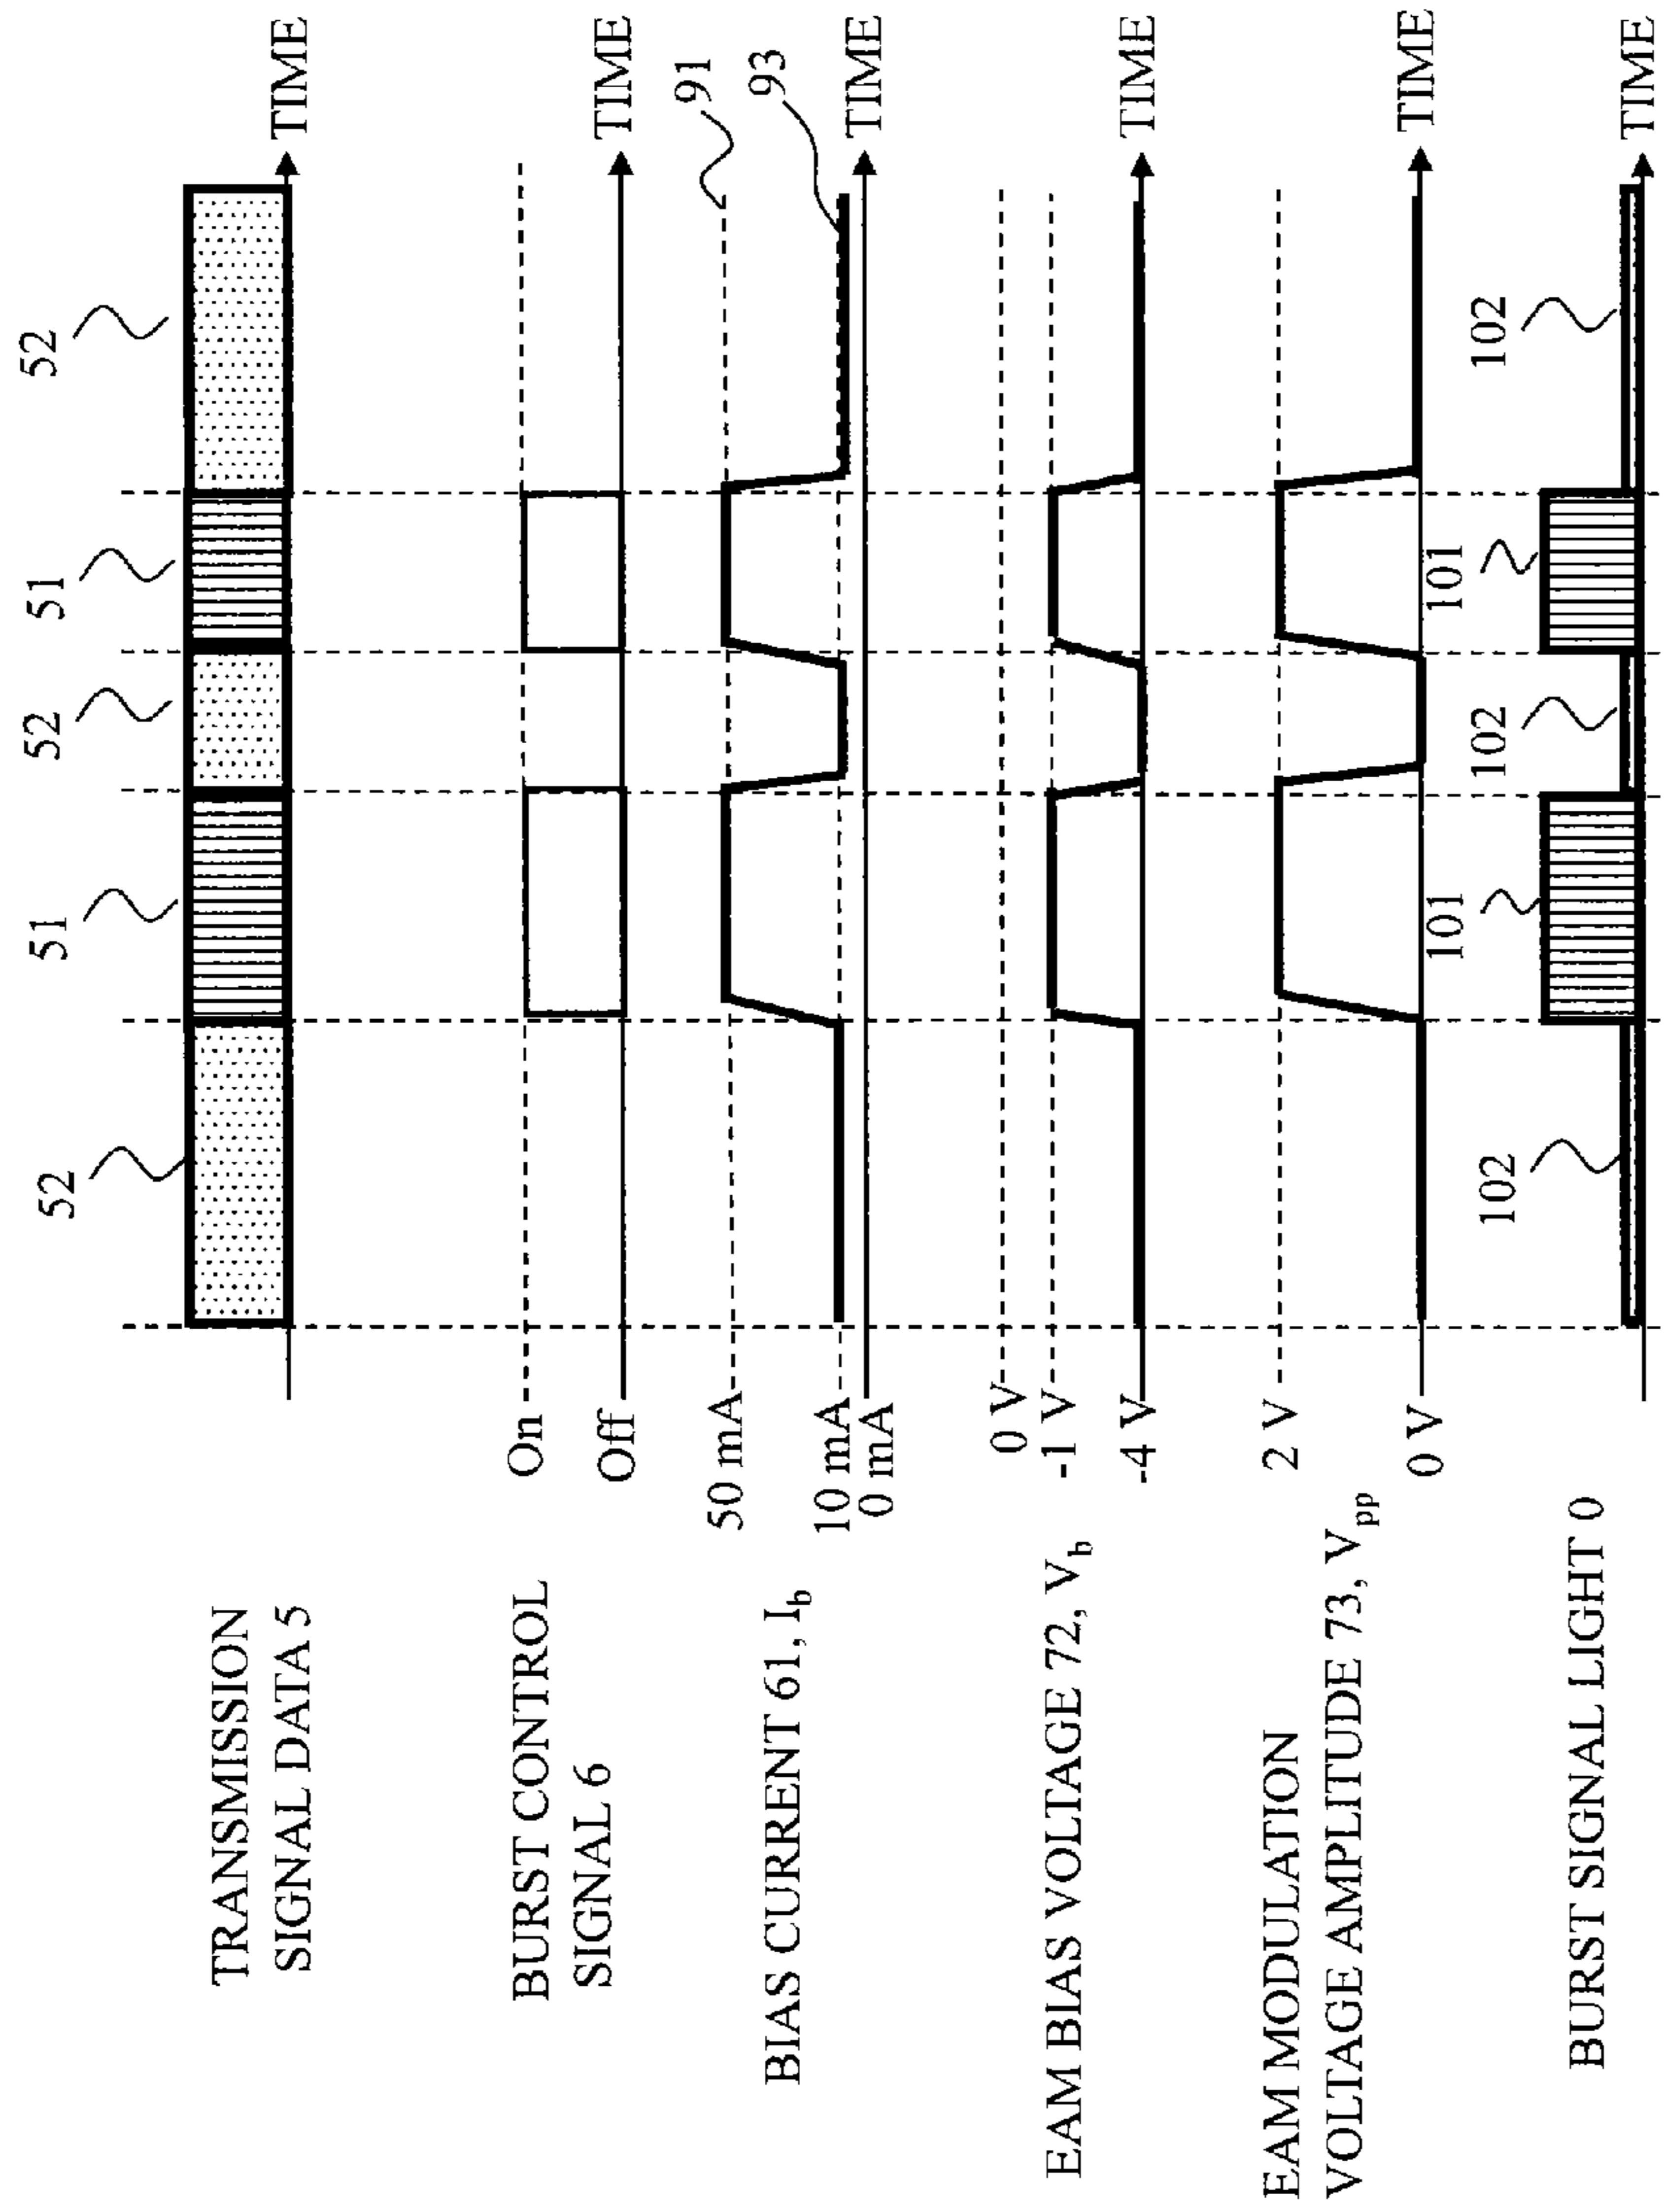 52
51
52
51
52
TRANSMISSION
SIGNAL DATA 5
TIME
BURST CONTROL
SIGNAL 6
On
Off
TIME
91
93
BIAS CURRENT 61, Ib
50 mA
10 mA
0 mA
TIME
EAM BIAS VOLTAGE 72, Vb
0 V
-1 V
-4 V
TIME
EAM MODULATION
VOLTAGE AMPLITUDE 73, Vpp
2 V
0 V
TIME
102
101
102
101
102
BURST SIGNAL LIGHT 0
TIME